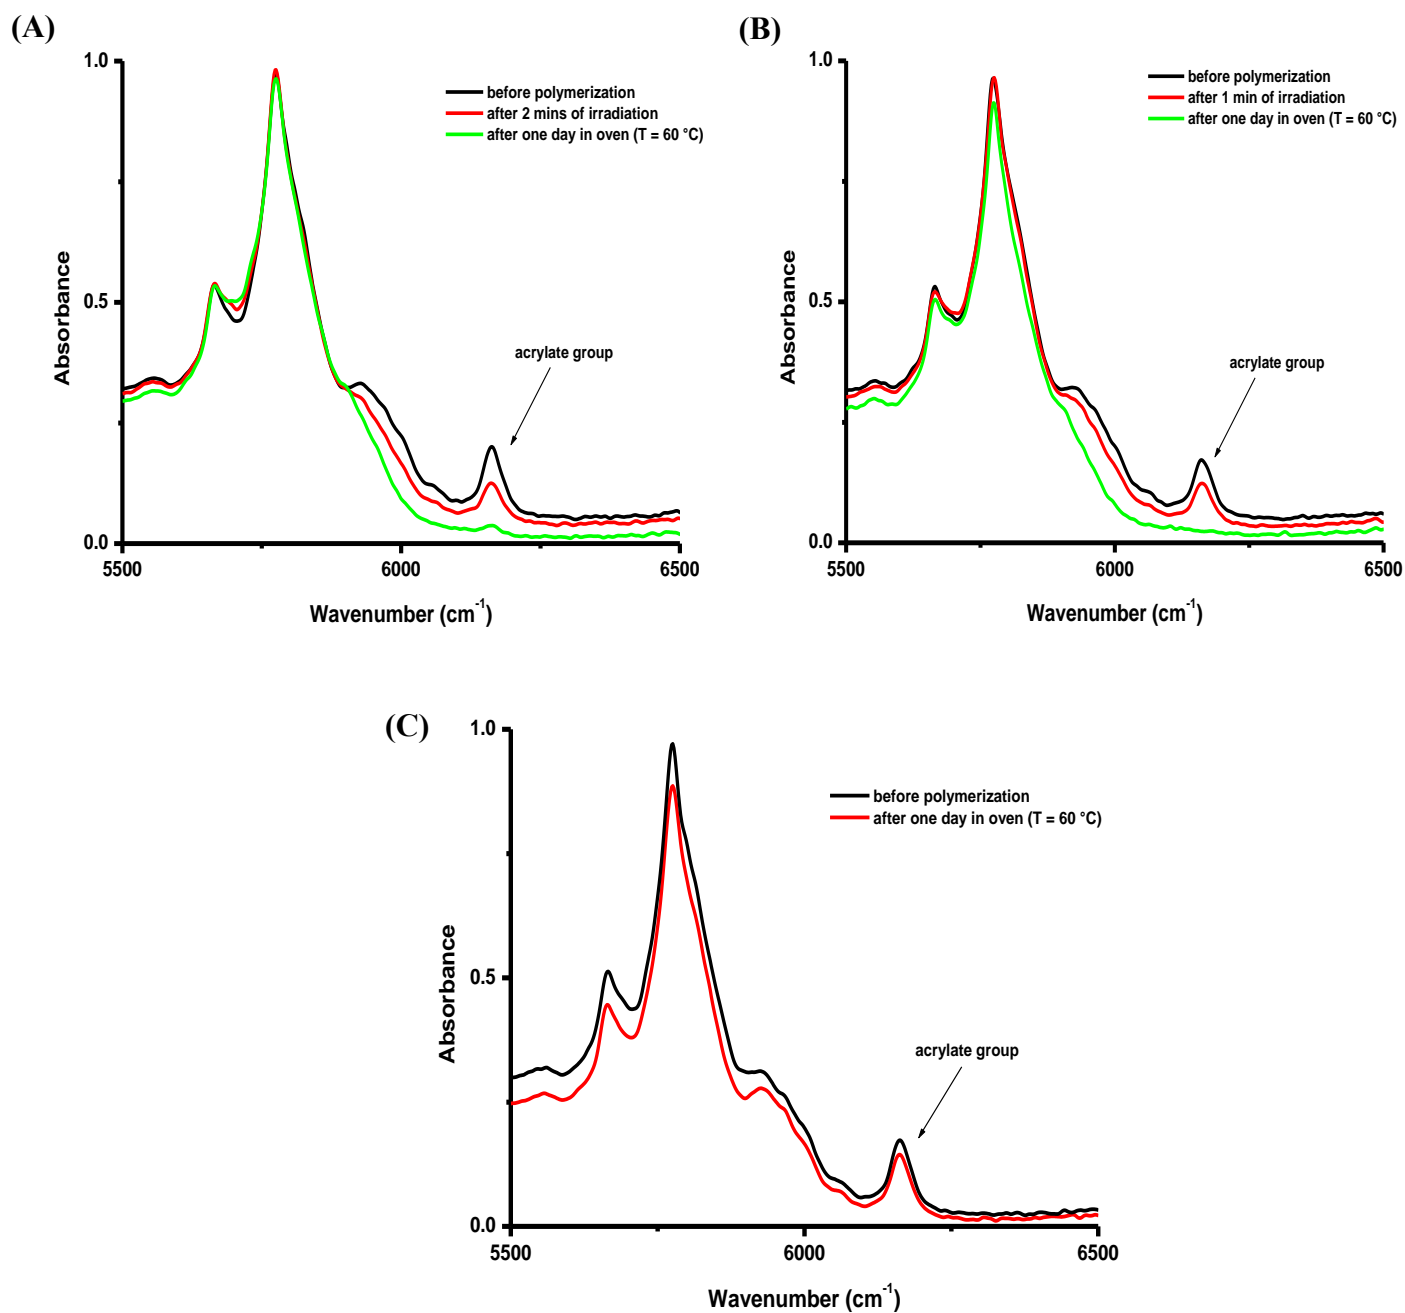 (A)
1.0
before polymerization
after 2 mins of irradiation
after one day in oven (T = 60 °C)
Absorbance
0.5
acrylate group
0.0
5500
6000
6500
Wavenumber (cm⁻¹)
(B)
1.0
before polymerization
after 1 min of irradiation
after one day in oven (T = 60 °C)
Absorbance
0.5
acrylate group
0.0
5500
6000
6500
Wavenumber (cm⁻¹)
(C)
1.0
before polymerization
after one day in oven (T = 60 °C)
Absorbance
0.5
acrylate group
0.0
5500
6000
6500
Wavenumber (cm⁻¹)